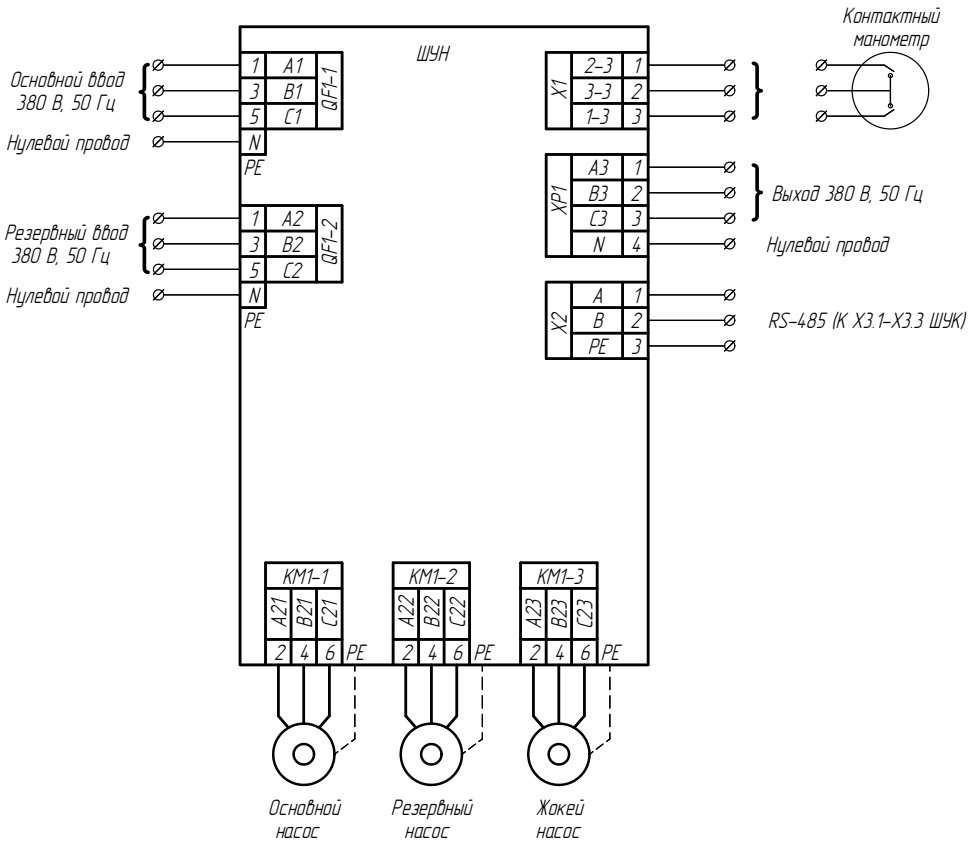 ШУН
Основной ввод
380 В, 50 Гц
1 A1
3 B1
5 C1
QF1-1
Нулевой провод
N
PE
Резервный ввод
380 В, 50 Гц
1 A2
3 B2
5 C2
QF1-2
Нулевой провод
N
PE
X1
2-3 1
3-3 2
1-3 3
Контактный
манометр
XP1
A3 1
B3 2
C3 3
N 4
Выход 380 В, 50 Гц
Нулевой провод
X2
A 1
B 2
PE 3
RS-485 (К Х3.1-Х3.3 ШУК)
KM1-1
A21 B21 C21
2 4 6 PE
KM1-2
A22 B22 C22
2 4 6 PE
KM1-3
A23 B23 C23
2 4 6 PE
Основной
насос
Резервный
насос
Жокей
насос